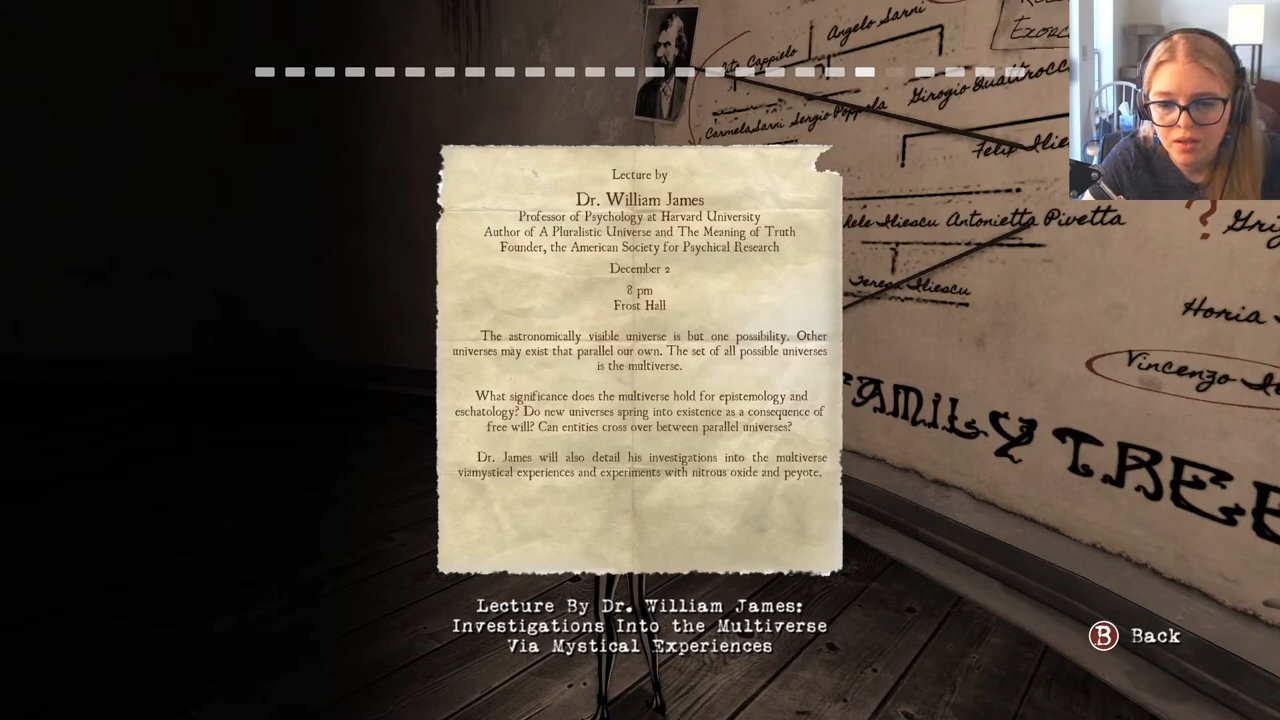 Angelo Sarni
Vito Cappielo
Exorc
Girogio Quattrocc
Carmela Sarni Sergio Poppola
Felix Ilie
Lecture by
Dr. William James
Professor of Psychology at Harvard University
Author of A Pluralistic Universe and The Meaning of Truth
Founder, the American Society for Psychical Research
December 2
8 pm
Frost Hall
The astronomically visible universe is but one possibility. Other
universes may exist that parallel our own. The set of all possible universes
is the multiverse.
What significance does the multiverse hold for epistemology and
eschatology? Do new universes spring into existence as a consequence of
free will? Can entities cross over between parallel universes?
Dr. James will also detail his investigations into the multiverse
viamystical experiences and experiments with nitrous oxide and peyote.
Iliescu Antonietta Pivetta
?
Teresa Iliescu
Honia
Vincenzo
FAMILY TREE
Lecture By Dr. William James:
Investigations Into the Multiverse
Via Mystical Experiences
B Back